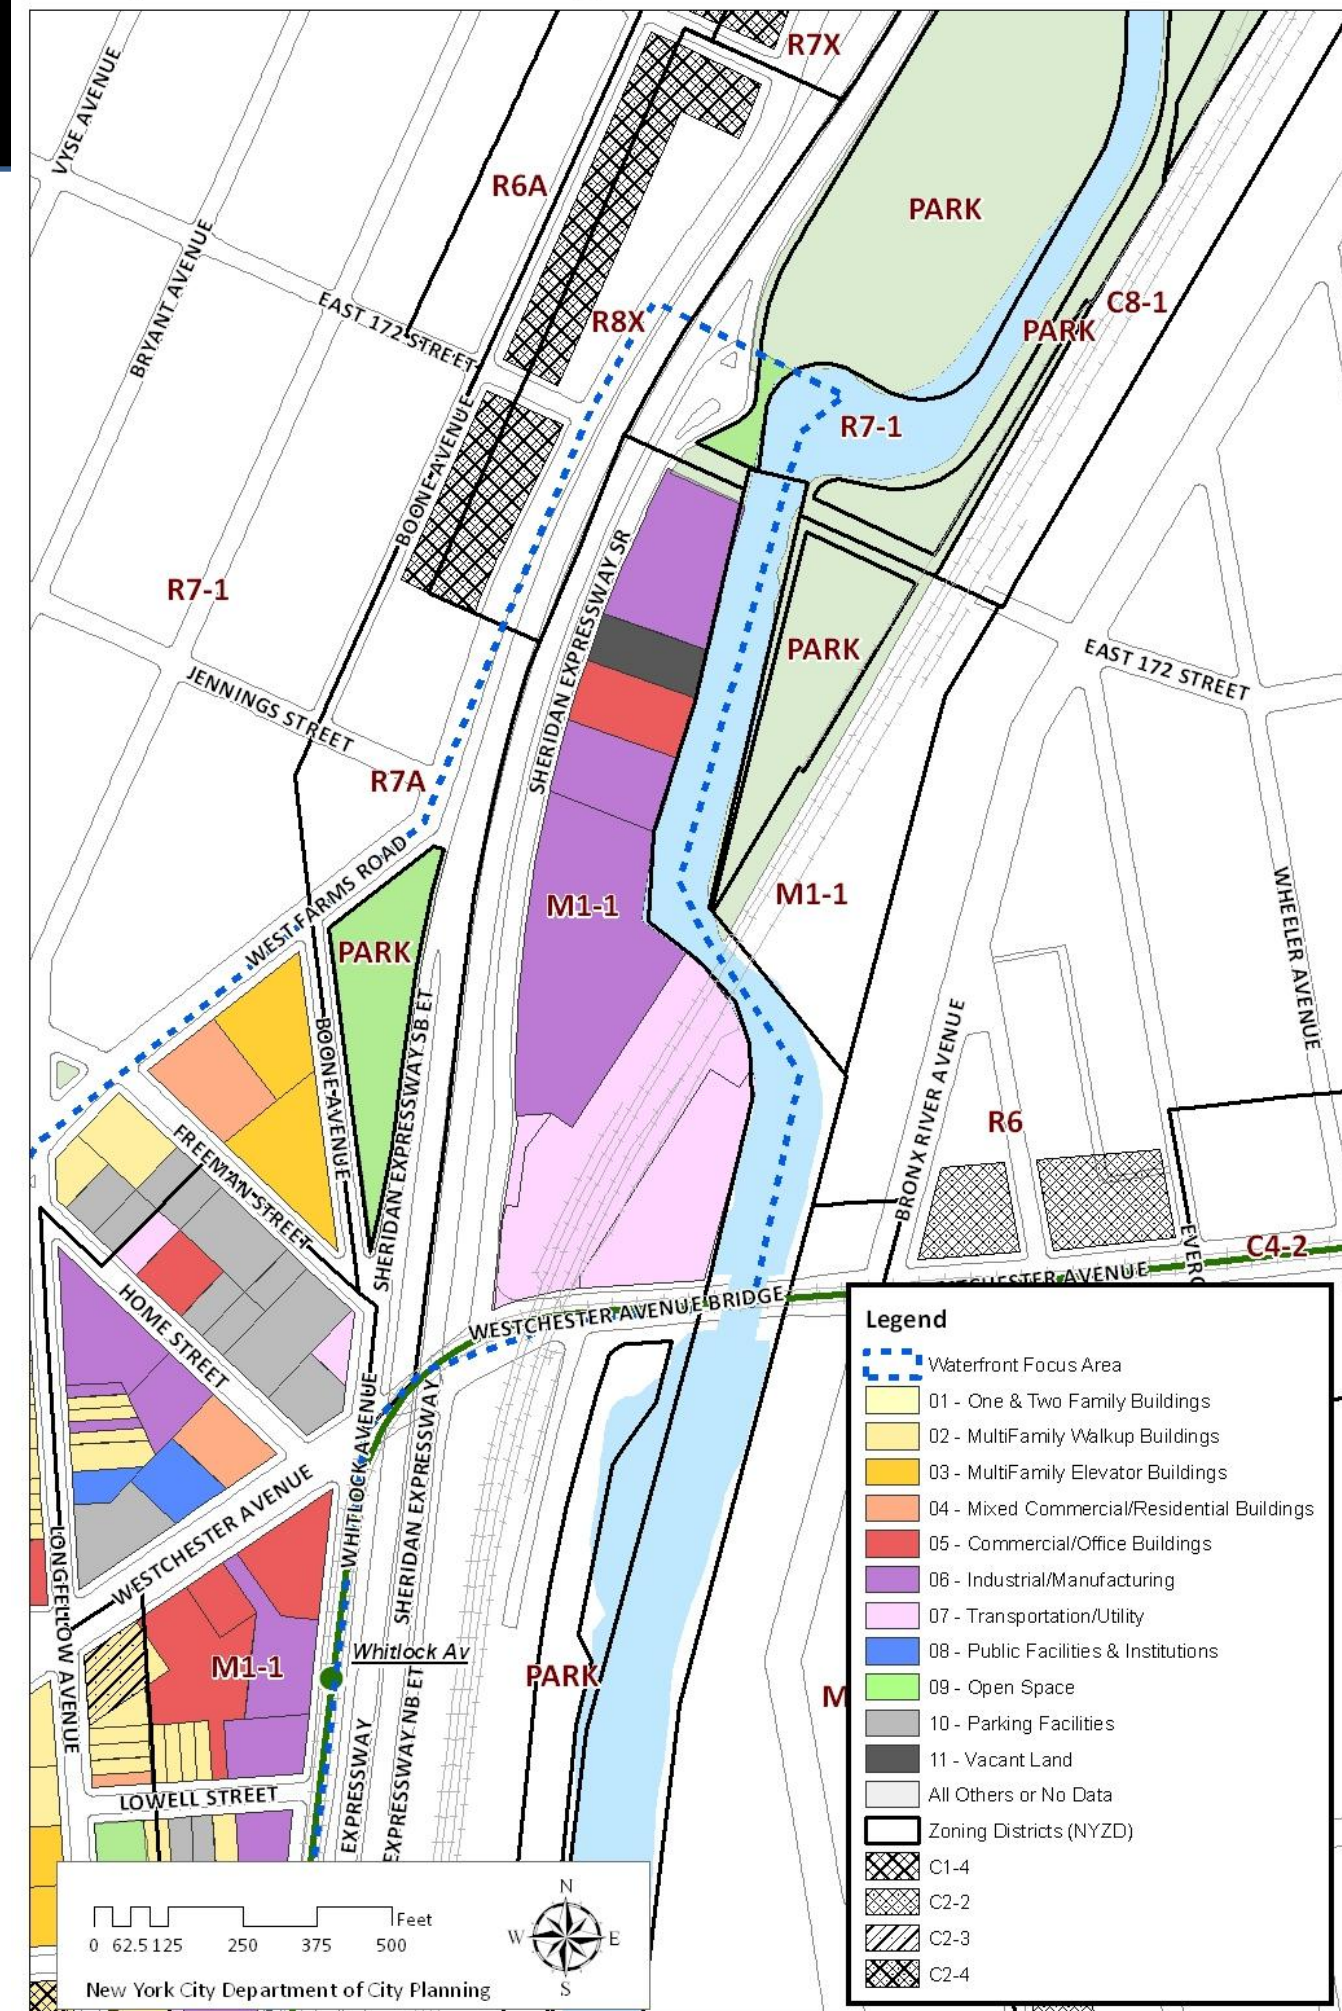 R7X
VYSE AVENUE
R6A
PARK
BRYANT AVENUE
EAST 172 STREET
R8X
C8-1
PARK
R7-1
BOONE AVENUE
SHERIDAN EXPRESSWAY SR
R7-1
PARK
EAST 172 STREET
JENNINGS STREET
R7A
WEST FARMS ROAD
M1-1
M1-1
WHEELER AVENUE
PARK
BOONE AVENUE
SHERIDAN EXPRESSWAY SB ET
BRONX RIVER AVENUE
R6
FREEMAN STREET
EVERG
C4-2
HOME STREET
WESTCHESTER AVENUE BRIDGE
STCHESTER AVENUE
WHITLOCK AVENUE
SHERIDAN EXPRESSWAY
WESTCHESTER AVENUE
LONGFELLOW AVENUE
Whitlock Av
M1-1
PARK
M
EXPRESSWAY
EXPRESSWAY NB ET
LOWELL STREET
Legend
Waterfront Focus Area
01 - One & Two Family Buildings
02 - MultiFamily Walkup Buildings
03 - MultiFamily Elevator Buildings
04 - Mixed Commercial/Residential Buildings
05 - Commercial/Office Buildings
06 - Industrial/Manufacturing
07 - Transportation/Utility
08 - Public Facilities & Institutions
09 - Open Space
10 - Parking Facilities
11 - Vacant Land
All Others or No Data
Zoning Districts (NYZD)
C1-4
C2-2
C2-3
C2-4
N
W E
S
Feet
0 62.5 125 250 375 500
New York City Department of City Planning